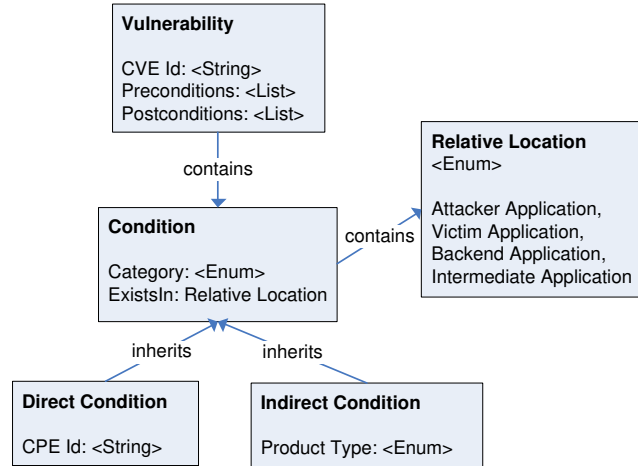 Vulnerability
CVE Id: <String>
Preconditions: <List>
Postconditions: <List>
contains
Relative Location
<Enum>
Attacker Application,
Victim Application,
Backend Application,
Intermediate Application
contains
Condition
Category: <Enum>
ExistsIn: Relative Location
inherits
inherits
Direct Condition
CPE Id: <String>
Indirect Condition
Product Type: <Enum>